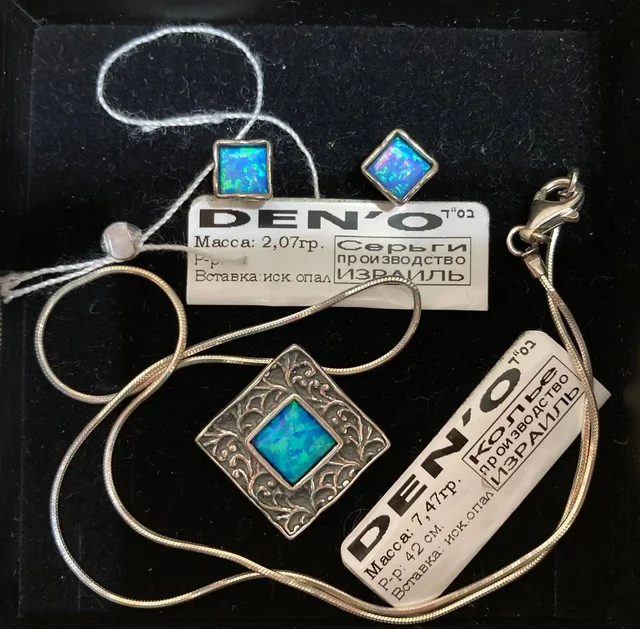 DEN'O בס"ד
Масса: 2,07гр.
Р-р:
Вставка:иск.опал
Серьги
производство
ИЗРАИЛЬ
DEN'O בס"ד
Масса: 7,47гр.
Р-р: 42 см.
Вставка: иск.опал
Колье
производство
ИЗРАИЛЬ